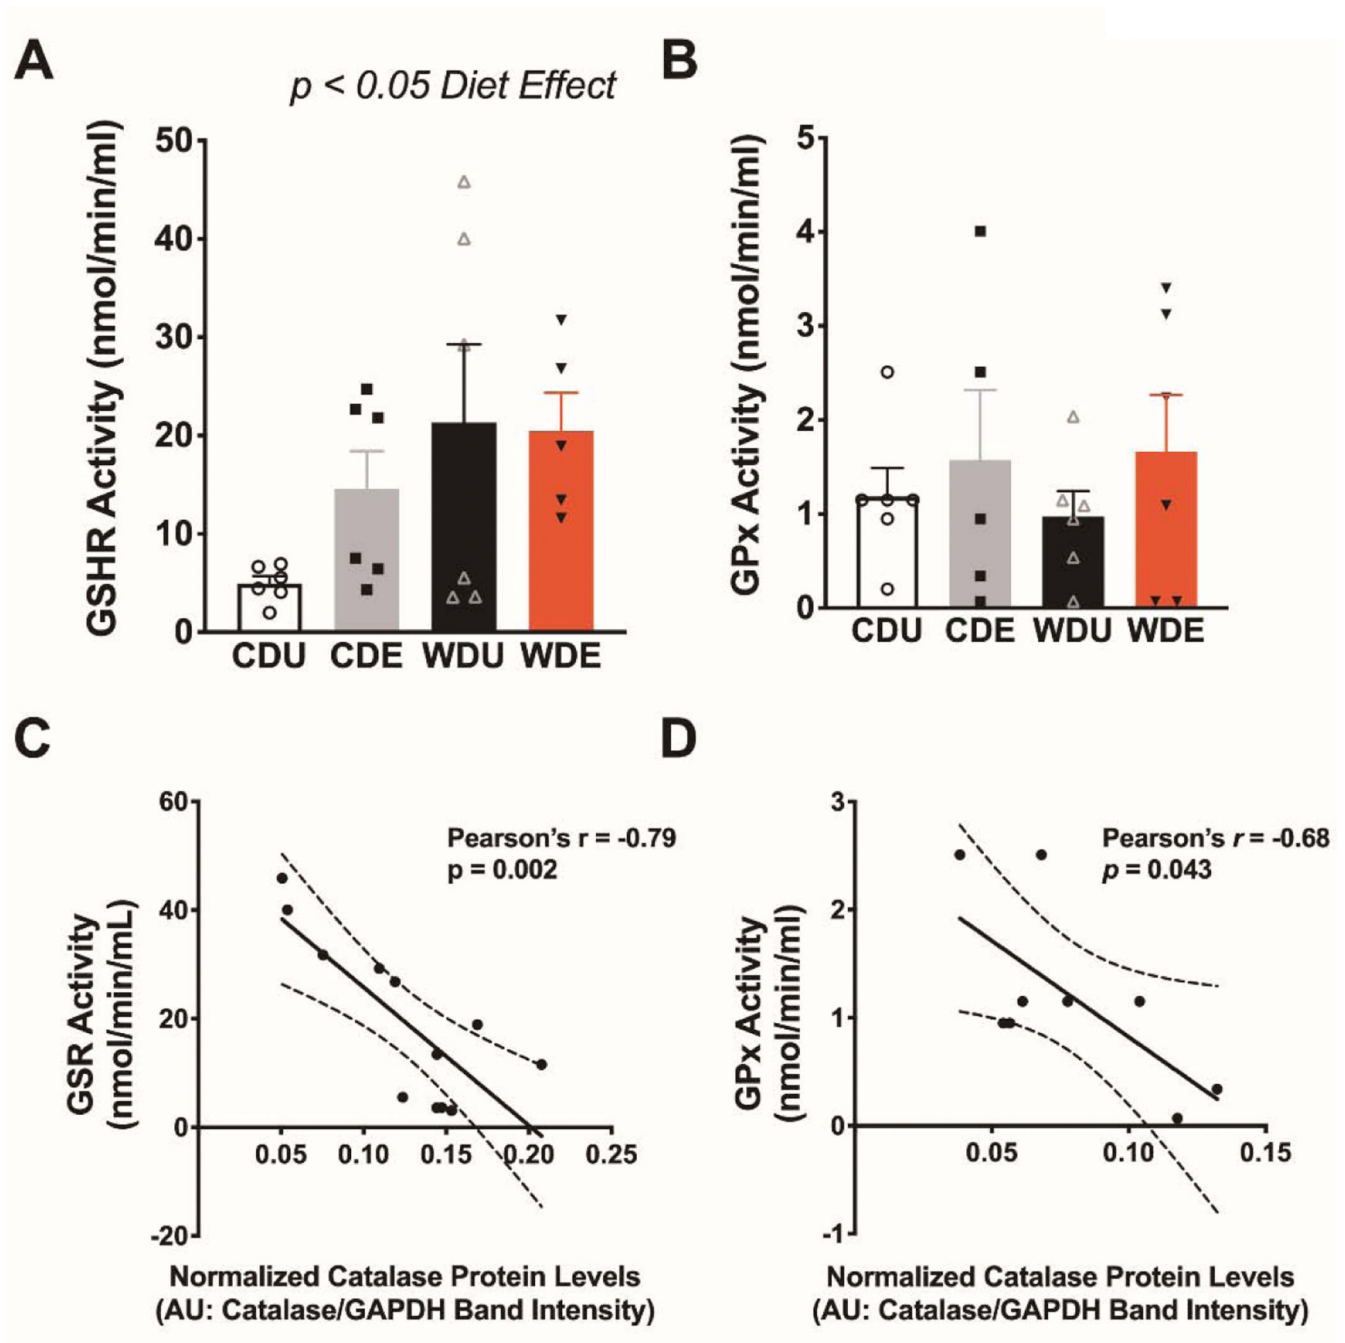 A
p < 0.05 Diet Effect
GSHR Activity (nmol/min/ml)
50
40
30
20
10
0
CDU CDE WDU WDE
B
GPx Activity (nmol/min/ml)
5
4
3
2
1
0
CDU CDE WDU WDE
C
Pearson's r = -0.79
p = 0.002
GSR Activity
(nmol/min/mL)
60
40
20
0
-20
0.05 0.10 0.15 0.20 0.25
Normalized Catalase Protein Levels
(AU: Catalase/GAPDH Band Intensity)
D
Pearson's r = -0.68
p = 0.043
GPx Activity
(nmol/min/ml)
3
2
1
0
-1
0.05 0.10 0.15
Normalized Catalase Protein Levels
(AU: Catalase/GAPDH Band Intensity)